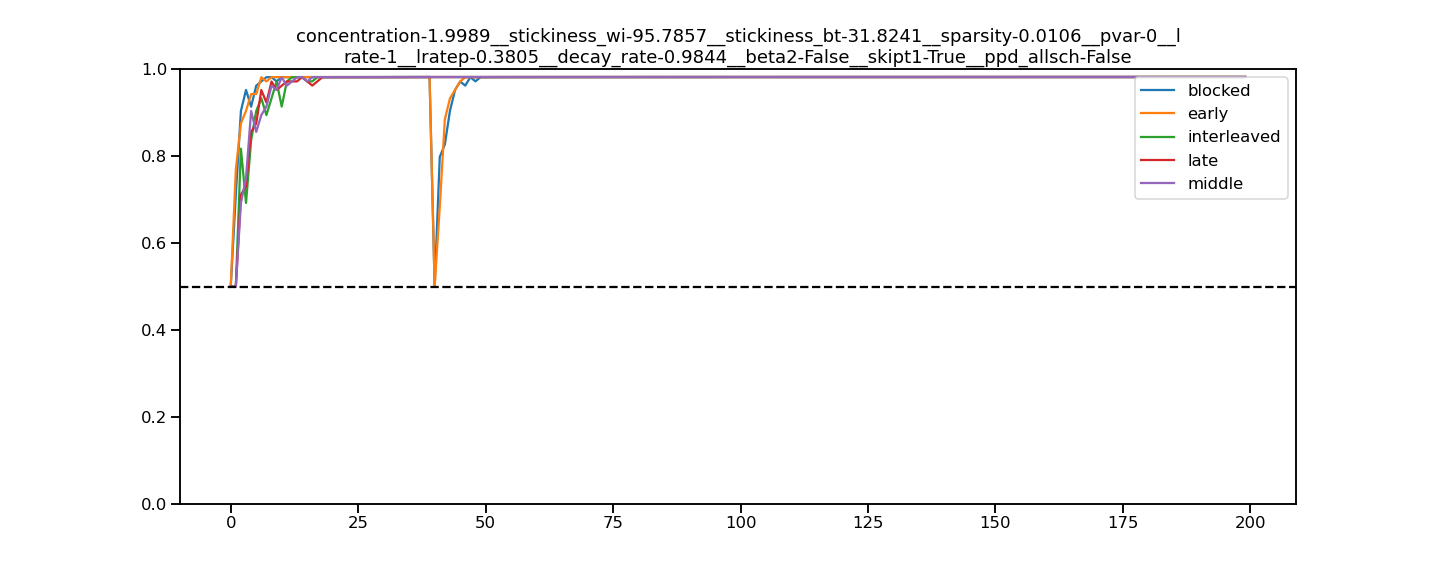 concentration-1.9989__stickiness_wi-95.7857__stickiness_bt-31.8241__sparsity-0.0106__pvar-0__l
rate-1__lratep-0.3805__decay_rate-0.9844__beta2-False__skipt1-True__ppd_allsch-False
1.0
0.8
0.6
0.4
0.2
0.0
blocked
early
interleaved
late
middle
0 25 50 75 100 125 150 175 200